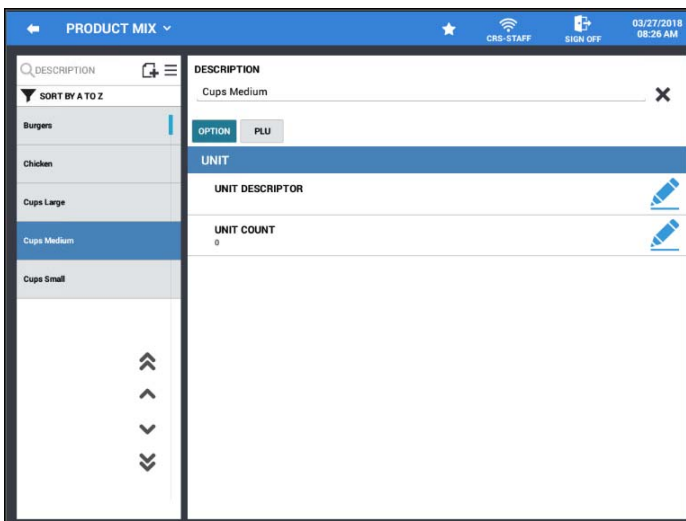 PRODUCT MIX
CRS-STAFF
SIGN OFF
03/27/2018
08:26 AM
DESCRIPTION
SORT BY A TO Z
Burgers
Chicken
Cups Large
Cups Medium
Cups Small
DESCRIPTION
Cups Medium
OPTION PLU
UNIT
UNIT DESCRIPTOR
UNIT COUNT
0